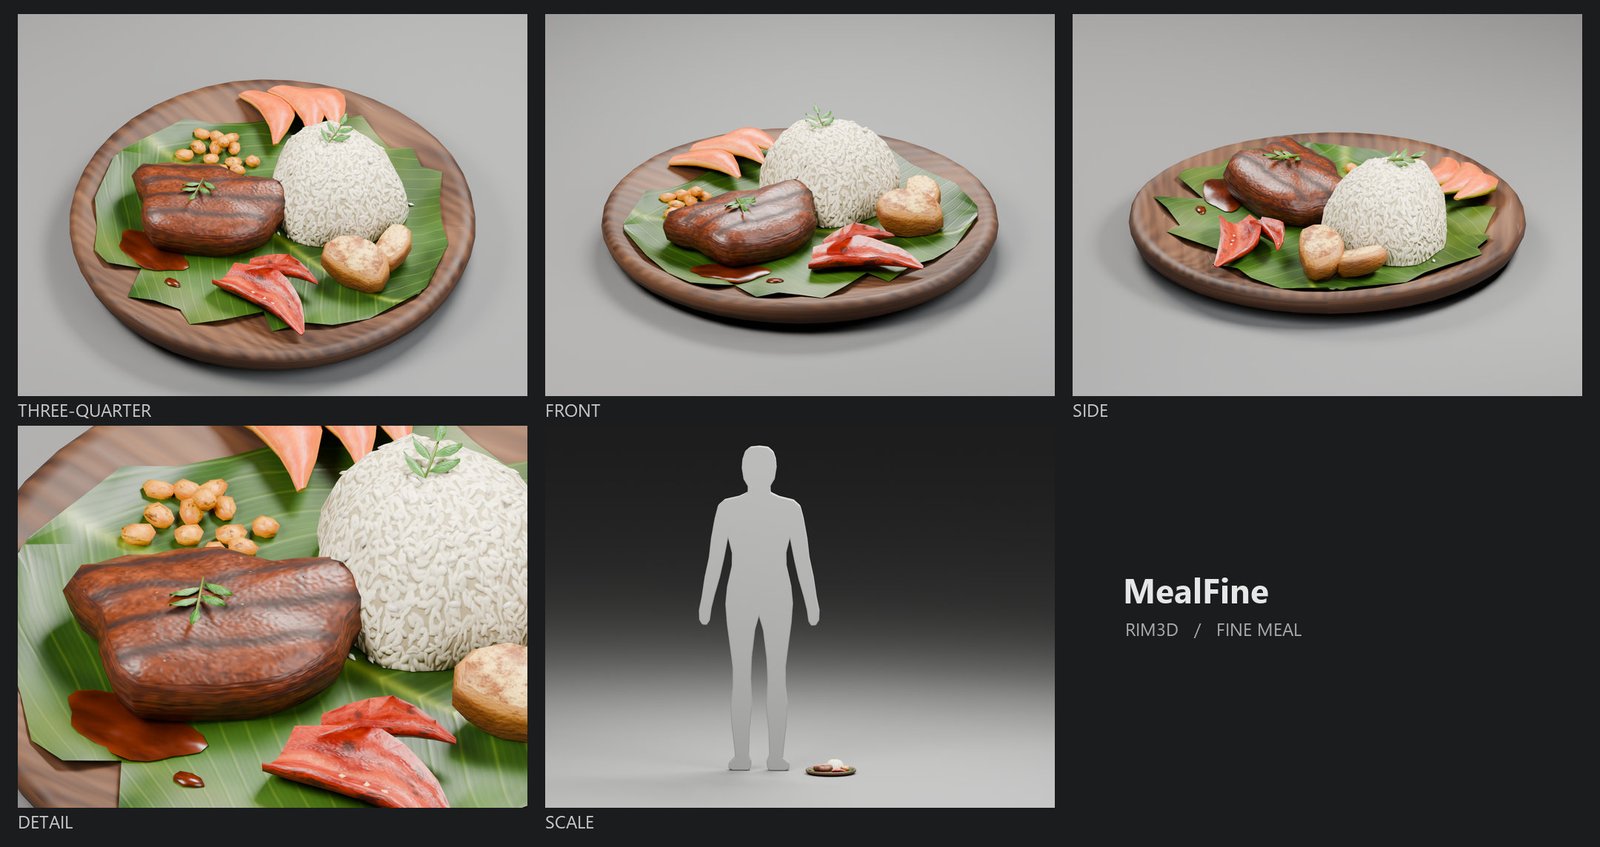 THREE-QUARTER
FRONT
SIDE
DETAIL
SCALE
MealFine
RIM3D / FINE MEAL